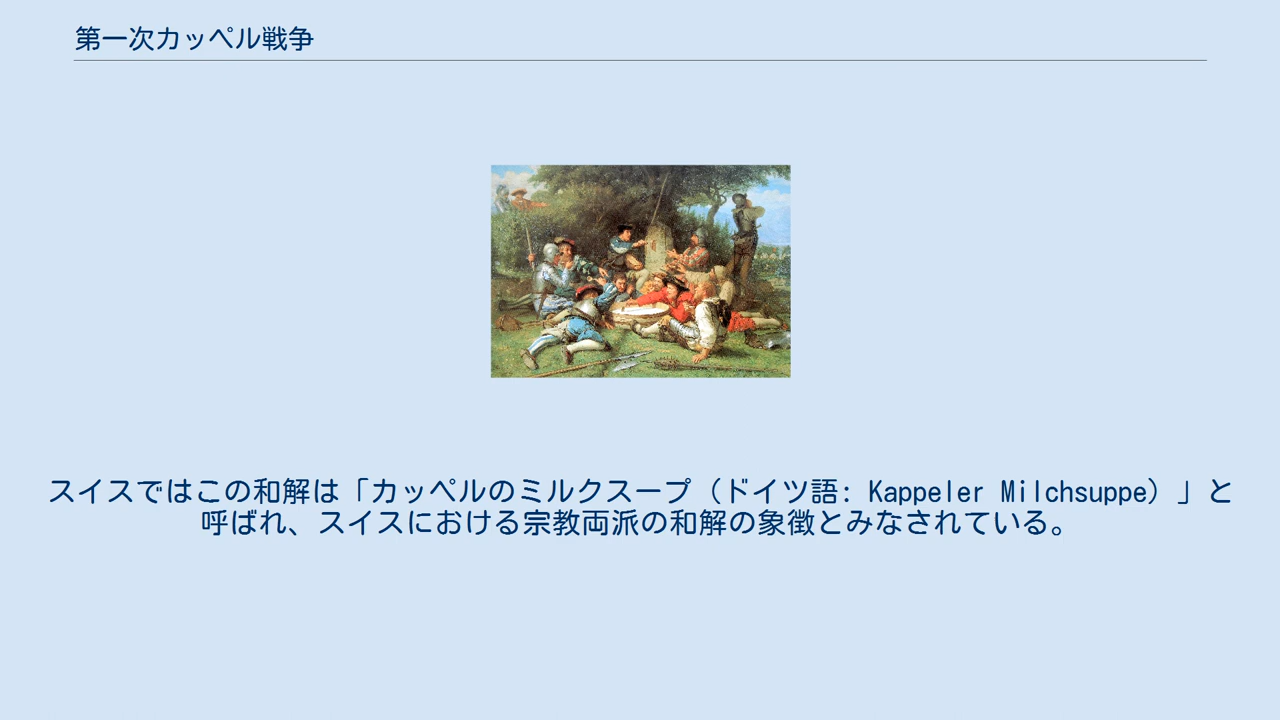 第一次カッペル戦争
スイスではこの和解は「カッペルのミルクスープ（ドイツ語: Kappeler Milchsuppe）」と
呼ばれ、スイスにおける宗教両派の和解の象徴とみなされている。